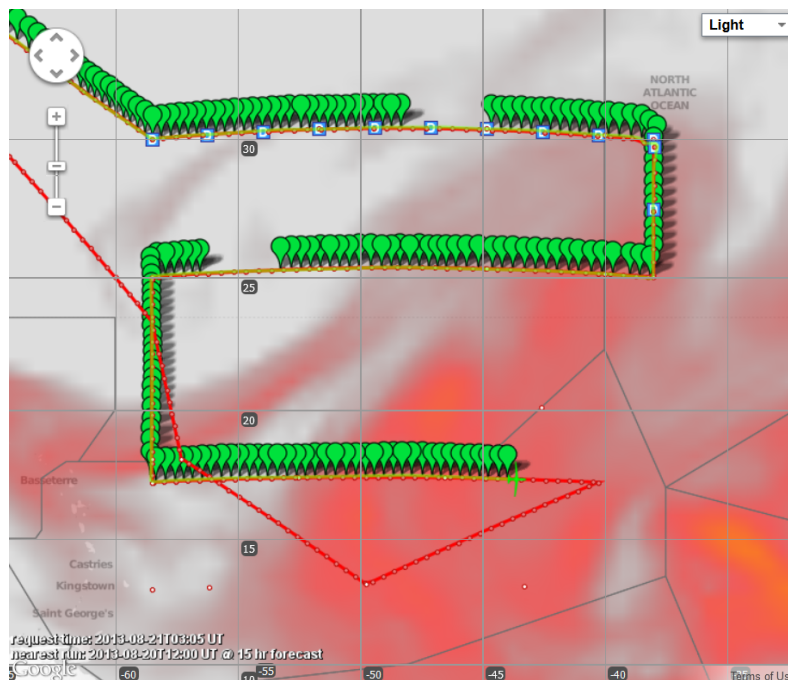 Light
NORTH
ATLANTIC
OCEAN
30
25
20
Basseterre
15
Castries
Kingstown
Saint George's
request time: 2013-08-21T03:05 UT
nearest run: 2013-08-20T12:00 UT @ 15 hr forecast
Google
-60
-55
-50
-45
-40
10
Terms of Us